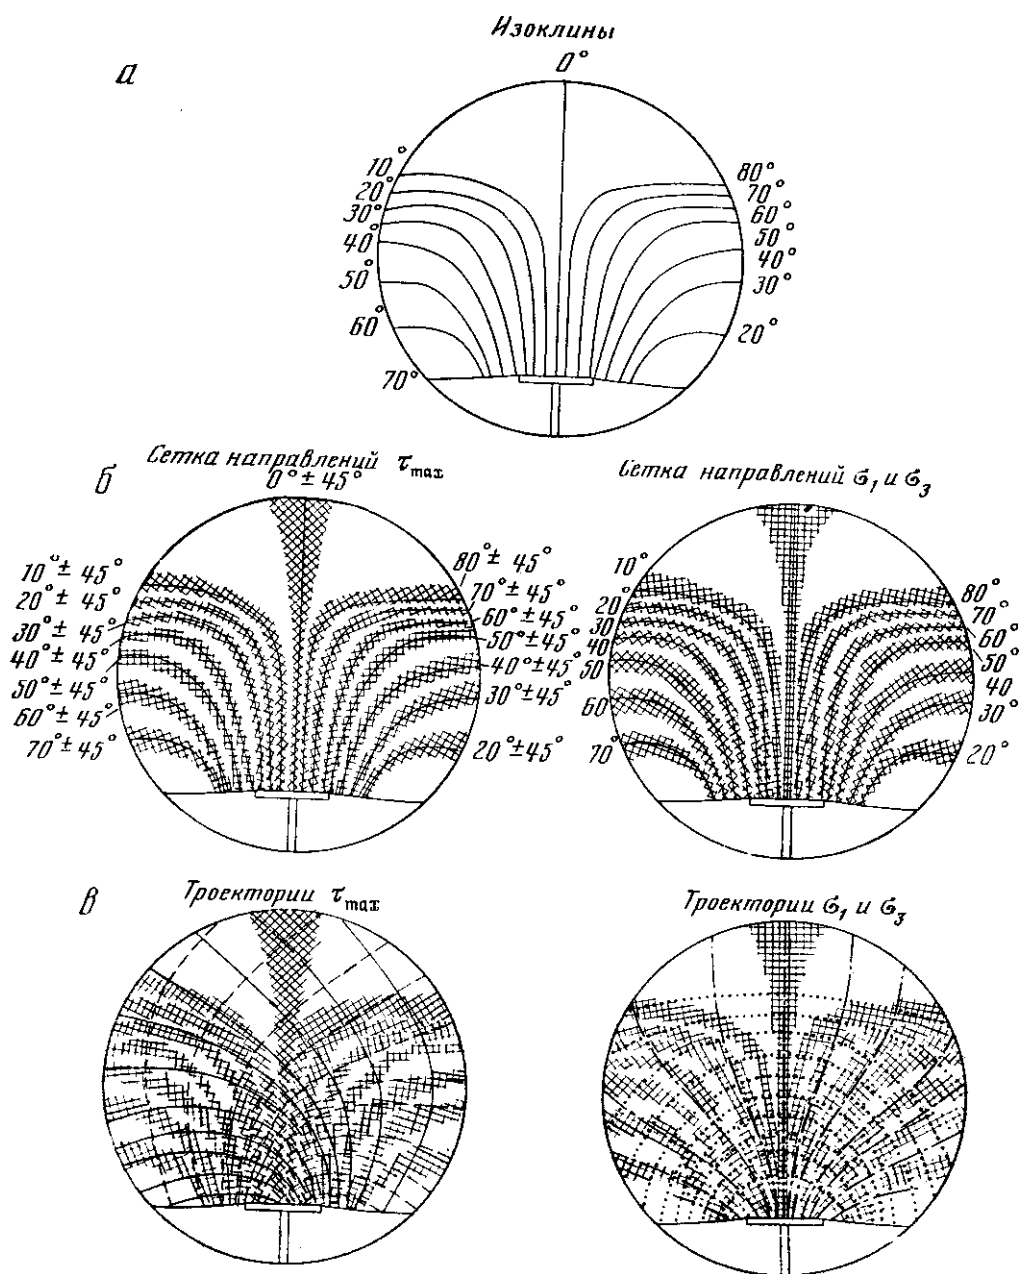 Изоклины
0°
а
10°
20°
30°
40°
50°
60°
70°
80°
70°
60°
50°
40°
30°
20°
б
Сетка направлений τmax
0° ± 45°
10° ± 45°
20° ± 45°
30° ± 45°
40° ± 45°
50° ± 45°
60° ± 45°
70° ± 45°
80° ± 45°
70° ± 45°
60° ± 45°
50° ± 45°
40° ± 45°
30° ± 45°
20° ± 45°
Сетка направлений σ1 и σ3
10°
20°
30
40
50
60
70°
80°
70°
60°
50°
40
30°
20°
в
Троектории τmax
Троектории σ1 и σ3